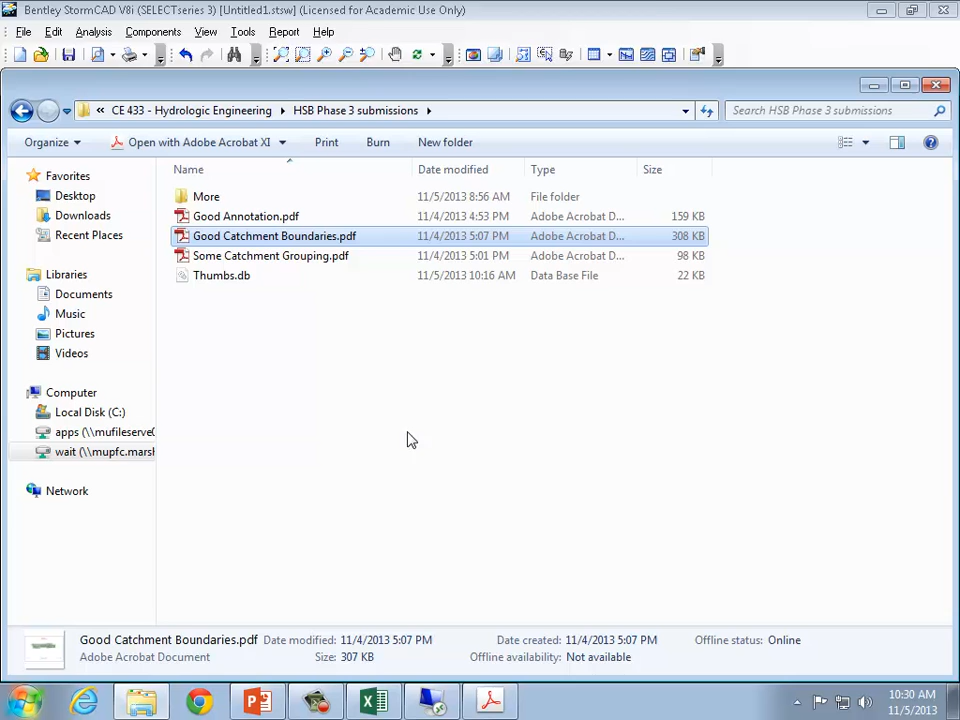 Bentley StormCAD V8i (SELECTseries 3) [Untitled1.stsw] (Licensed for Academic Use Only)
File Edit Analysis Components View Tools Report Help
« CE 433 - Hydrologic Engineering HSB Phase 3 submissions Search HSB Phase 3 submissions
Organize Open with Adobe Acrobat XI Print Burn New folder
Name Date modified Type Size
Favorites
Desktop
Downloads
Recent Places
Libraries
Documents
Music
Pictures
Videos
Computer
Local Disk (C:)
apps (\\mufileserve
wait (\\mupfc.marsh
Network
More 11/5/2013 8:56 AM File folder
Good Annotation.pdf 11/4/2013 4:53 PM Adobe Acrobat D... 159 KB
Good Catchment Boundaries.pdf 11/4/2013 5:07 PM Adobe Acrobat D... 308 KB
Some Catchment Grouping.pdf 11/4/2013 5:01 PM Adobe Acrobat D... 98 KB
Thumbs.db 11/5/2013 10:16 AM Data Base File 22 KB
Good Catchment Boundaries.pdf Date modified: 11/4/2013 5:07 PM Date created: 11/4/2013 5:07 PM Offline status: Online
Adobe Acrobat Document Size: 307 KB Offline availability: Not available
10:30 AM
11/5/2013